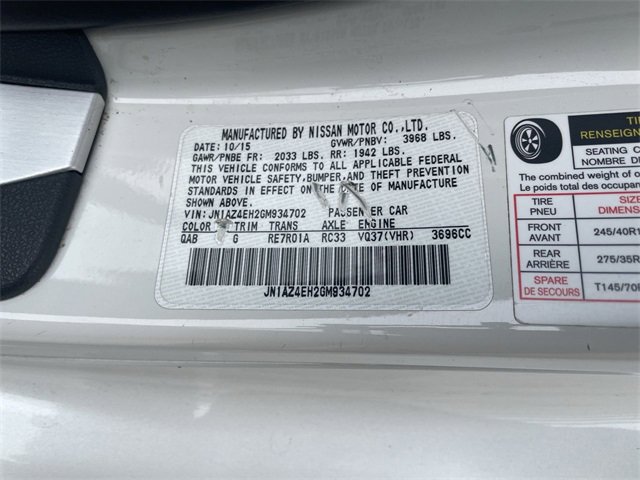 MANUFACTURED BY NISSAN MOTOR CO.,LTD.
DATE: 10/15 GVWR/PNBV: 3968 LBS.
GAWR/PNBE FR: 2033 LBS. RR: 1942 LBS.
THIS VEHICLE CONFORMS TO ALL APPLICABLE FEDERAL
MOTOR VEHICLE SAFETY,BUMPER,AND THEFT PREVENTION
STANDARDS IN EFFECT ON THE DATE OF MANUFACTURE
SHOWN ABOVE.
VIN: JN1AZ4EH2GM934702 PASSENGER CAR
COLOR TRIM TRANS AXLE ENGINE
QAB G RE7R01A RC33 VQ37(VHR) 3696CC
JN1AZ4EH2GM934702
TI
RENSEIGN
SEATING C
NOMBRE D
The combined weight of o
Le poids total des occupa
TIRE SIZE
PNEU DIMENS
FRONT 245/40R1
AVANT
REAR 275/35R
ARRIÈRE
SPARE T145/70
DE SECOURS